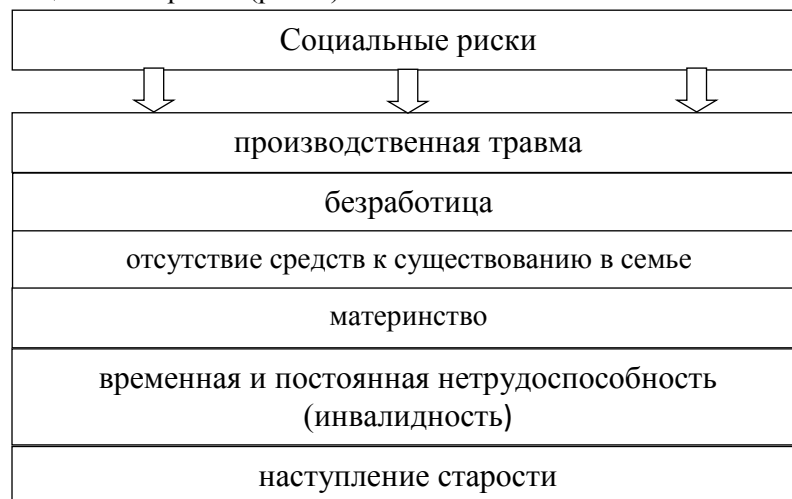 Социальные риски
производственная травма
безработица
отсутствие средств к существованию в семье
материнство
временная и постоянная нетрудоспособность
(инвалидность)
наступление старости